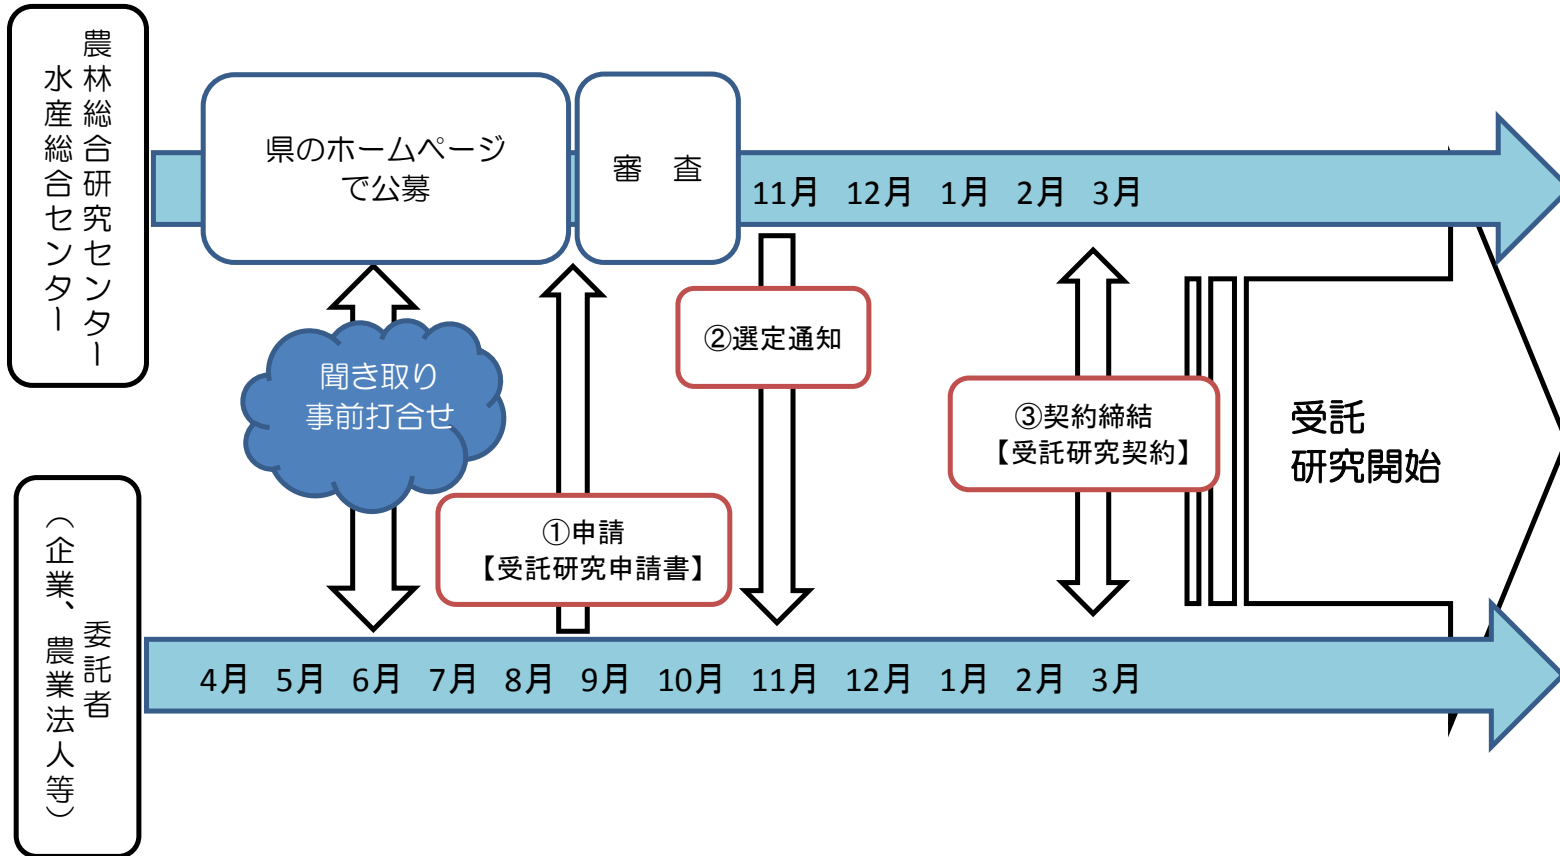 農林総合研究センター
水産総合センター
県のホームページ
で公募
審　査
11月 12月 1月 2月 3月
聞き取り
事前打合せ
②選定通知
③契約締結
【受託研究契約】
受託
研究開始
①申請
【受託研究申請書】
委託者
（企業、農業法人等）
4月 5月 6月 7月 8月 9月 10月 11月 12月 1月 2月 3月